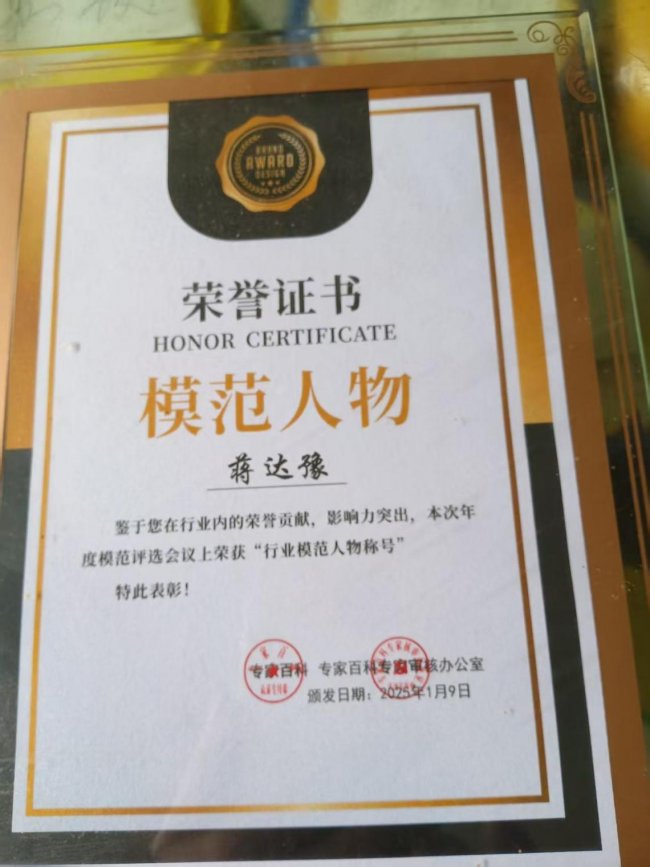 BRAND
AWARD
DESIGN
荣誉证书
HONOR CERTIFICATE
模范人物
蒋达豫
鉴于您在行业内的荣誉贡献，影响力突出，本次年
度模范评选会议上荣获“行业模范人物称号”
特此表彰！
专家百科 专家百科专家审核办公室
颁发日期：2025年1月9日